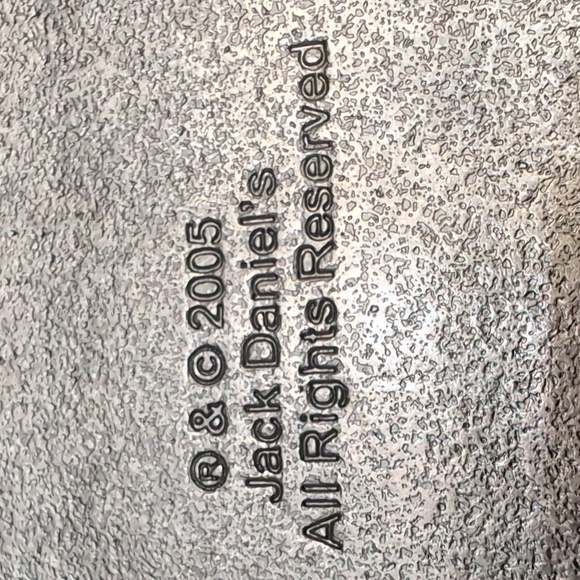 ® & © 2005
Jack Daniel's
All Rights Reserved